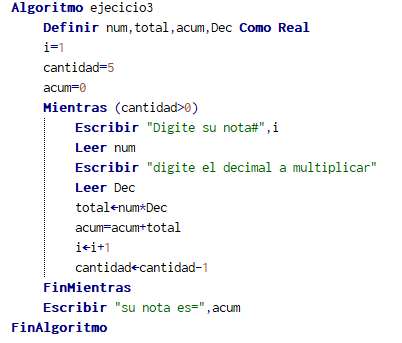 Algoritmo ejecicio3
Definir num,total,acum,Dec Como Real
i=1
cantidad=5
acum=0
Mientras (cantidad>0)
Escribir "Digite su nota#",i
Leer num
Escribir "digite el decimal a multiplicar"
Leer Dec
total←num*Dec
acum=acum+total
i←i+1
cantidad←cantidad-1
FinMientras
Escribir "su nota es=",acum
FinAlgoritmo